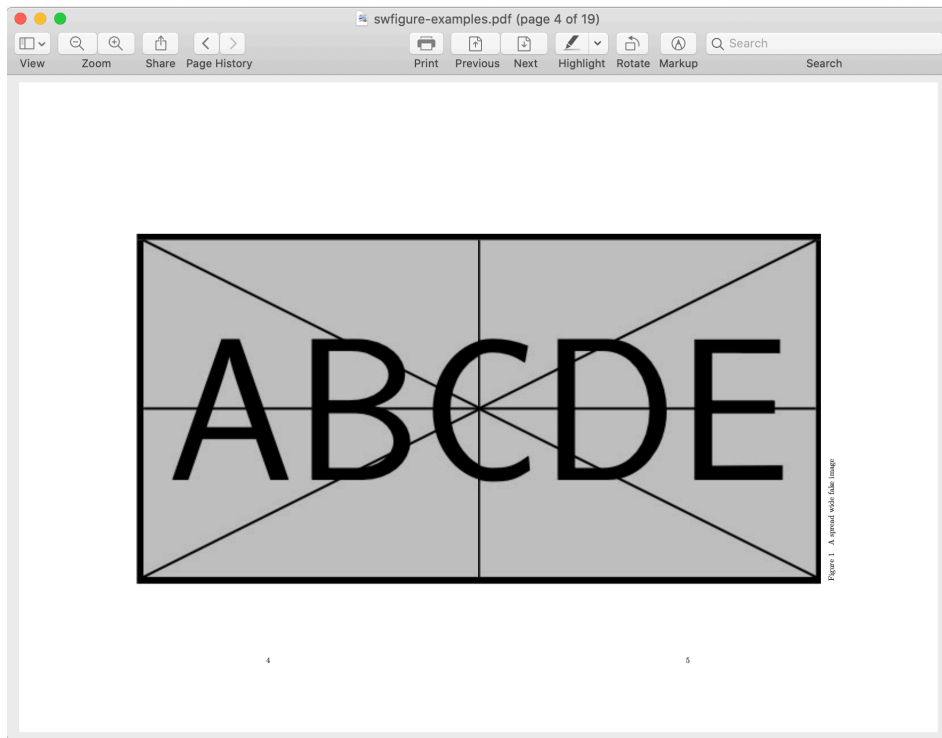 swfigure-examples.pdf (page 4 of 19)
Search
View Zoom Share Page History Print Previous Next Highlight Rotate Markup Search
ABCDE
Figure 1 A spread wide fake image
4 5